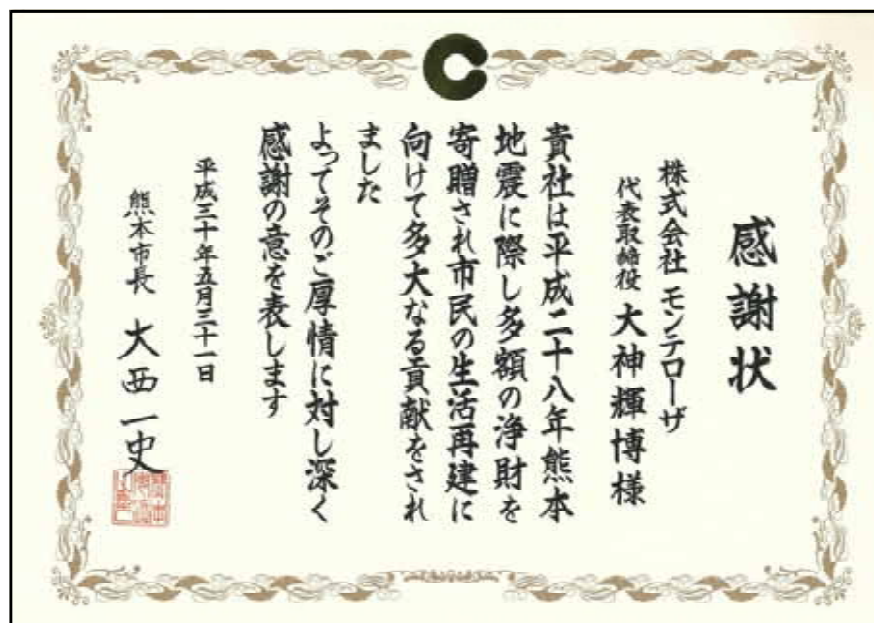 感謝状
株式会社 モンテローザ
代表取締役 大神輝博様
貴社は平成二十八年熊本
地震に際し多額の浄財を
寄贈され市民の生活再建に
向けて多大なる貢献をされ
ました
よってそのご厚情に対し深く
感謝の意を表します
平成三十年五月三十一日
熊本市長 大西一史